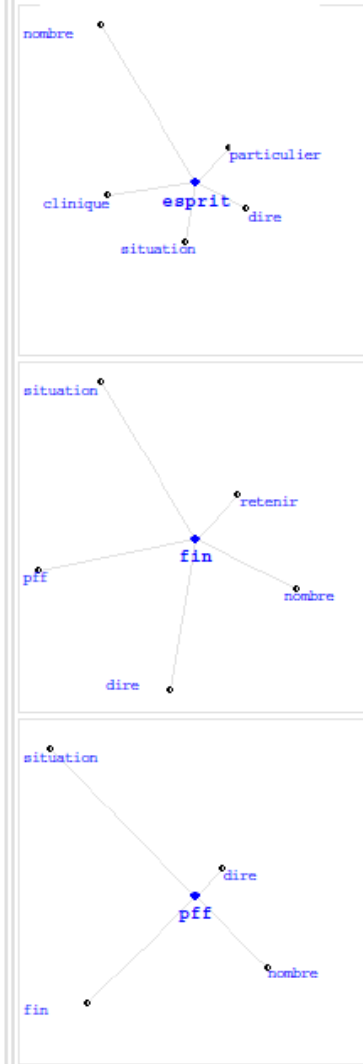 nombre
particulier
clinique
esprit
dire
situation
situation
retenir
fin
pff
nombre
dire
situation
dire
pff
nombre
fin